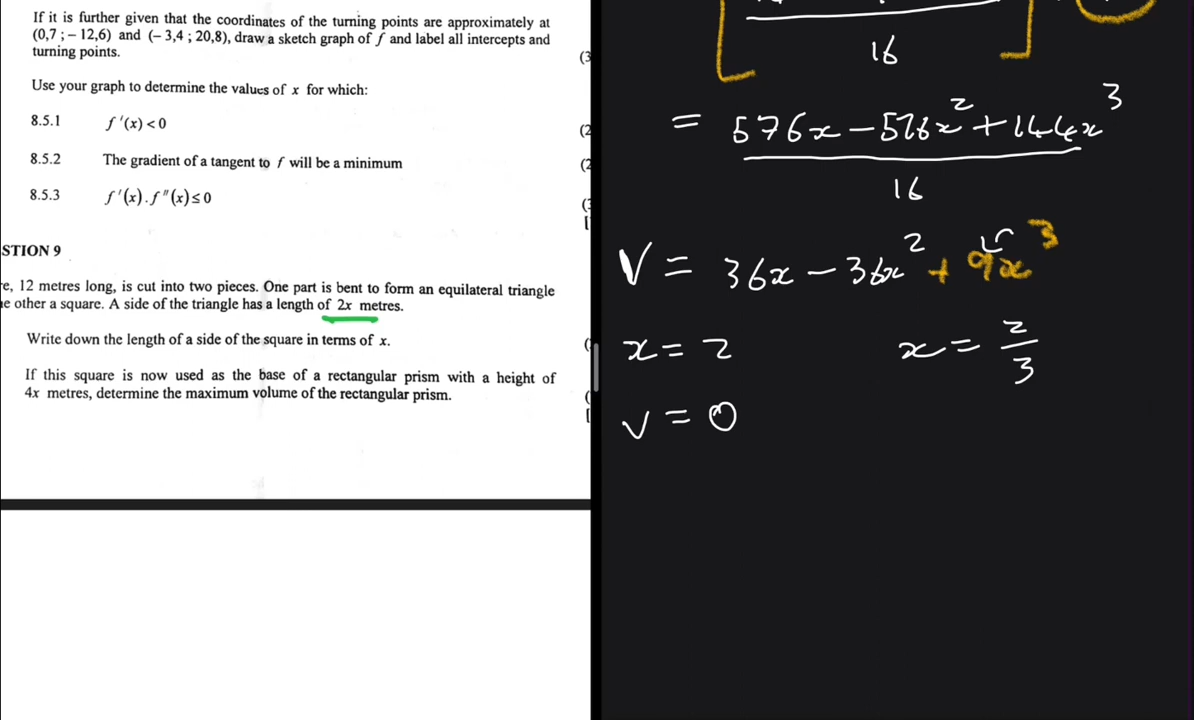 If it is further given that the coordinates of the turning points are approximately at
(0,7 ; – 12,6) and (– 3,4 ; 20,8), draw a sketch graph of f and label all intercepts and
turning points.
(3
Use your graph to determine the values of x for which:
8.5.1 f ′(x) < 0
(2
8.5.2 The gradient of a tangent to f will be a minimum
(2
8.5.3 f ′(x) . f ″(x) ≤ 0
[
STION 9
e, 12 metres long, is cut into two pieces. One part is bent to form an equilateral triangle
e other a square. A side of the triangle has a length of 2x metres.
Write down the length of a side of the square in terms of x.
(
If this square is now used as the base of a rectangular prism with a height of
4x metres, determine the maximum volume of the rectangular prism.
(
[
16
= 576x – 576x² + 144x³
16
V = 36x – 36x² + 9x³
x = 2 x = 2/3
V = 0